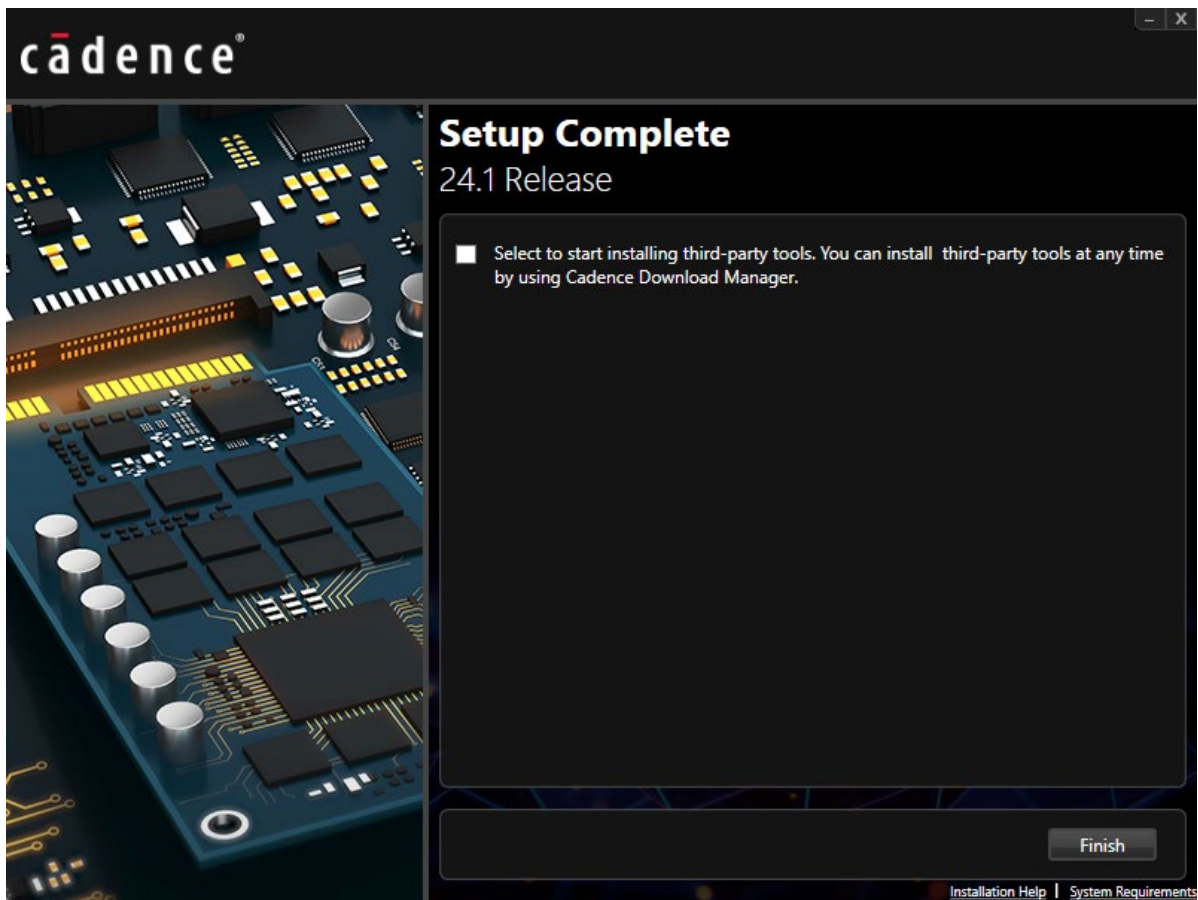 cādence®
– X
Setup Complete
24.1 Release
Select to start installing third-party tools. You can install third-party tools at any time
by using Cadence Download Manager.
Finish
Installation Help | System Requirements